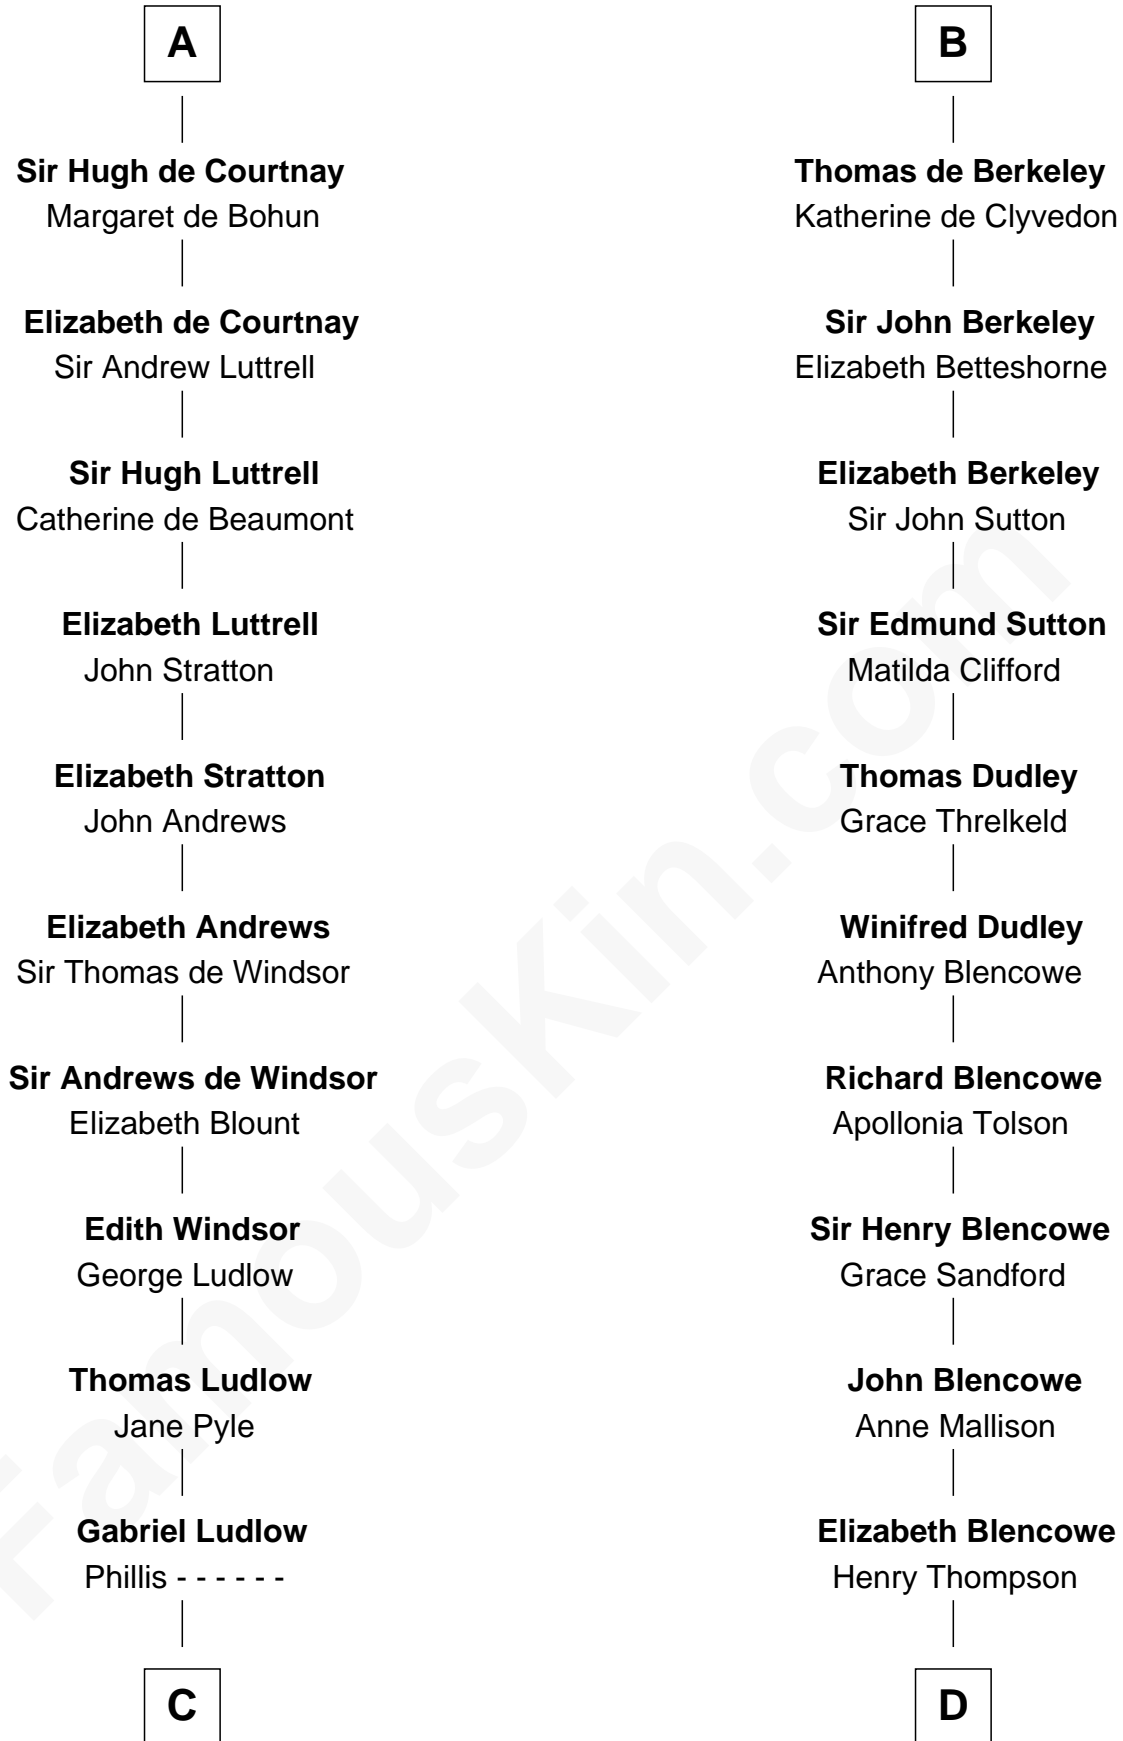 A
Sir Hugh de Courtnay
Margaret de Bohun
Elizabeth de Courtnay
Sir Andrew Luttrell
Sir Hugh Luttrell
Catherine de Beaumont
Elizabeth Luttrell
John Stratton
Elizabeth Stratton
John Andrews
Elizabeth Andrews
Sir Thomas de Windsor
Sir Andrews de Windsor
Elizabeth Blount
Edith Windsor
George Ludlow
Thomas Ludlow
Jane Pyle
Gabriel Ludlow
Phillis - - - - - -
C
B
Thomas de Berkeley
Katherine de Clyvedon
Sir John Berkeley
Elizabeth Betteshorne
Elizabeth Berkeley
Sir John Sutton
Sir Edmund Sutton
Matilda Clifford
Thomas Dudley
Grace Threlkeld
Winifred Dudley
Anthony Blencowe
Richard Blencowe
Apollonia Tolson
Sir Henry Blencowe
Grace Sandford
John Blencowe
Anne Mallison
Elizabeth Blencowe
Henry Thompson
D
FamousKin.com